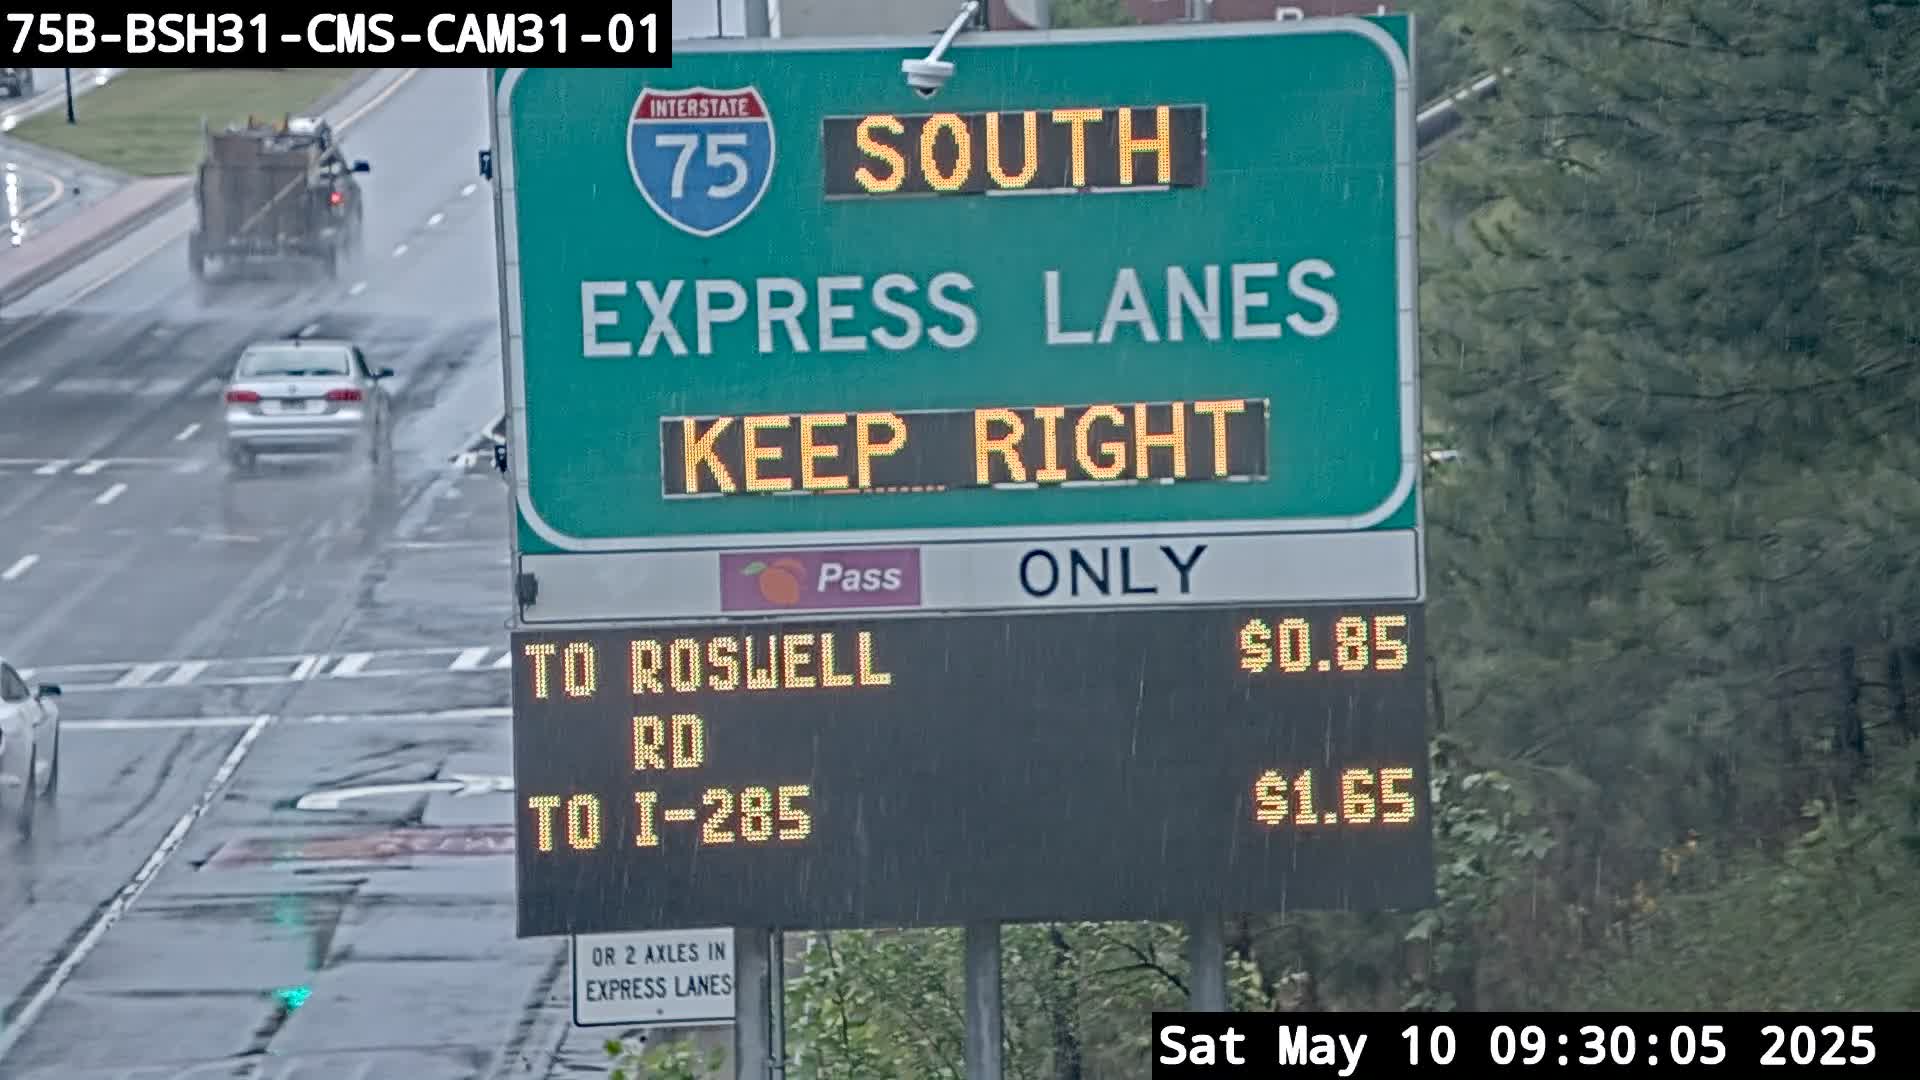 75B-BSH31-CMS-CAM31-01
INTERSTATE
75
SOUTH
EXPRESS LANES
KEEP RIGHT
Pass ONLY
TO ROSWELL $0.85
RD
TO I-285 $1.65
OR 2 AXLES IN
EXPRESS LANES
Sat May 10 09:30:05 2025